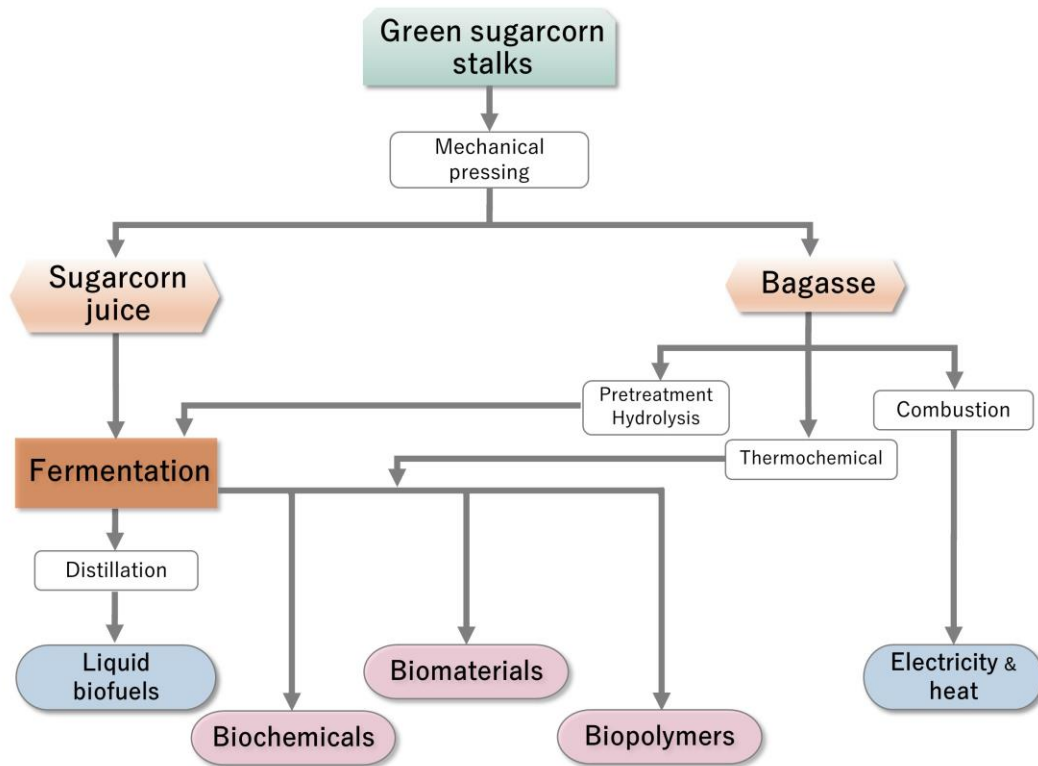 Green sugarcorn
stalks
Mechanical
pressing
Sugarcorn
juice
Bagasse
Pretreatment
Hydrolysis
Combustion
Fermentation
Thermochemical
Distillation
Liquid
biofuels
Biomaterials
Electricity &
heat
Biochemicals
Biopolymers